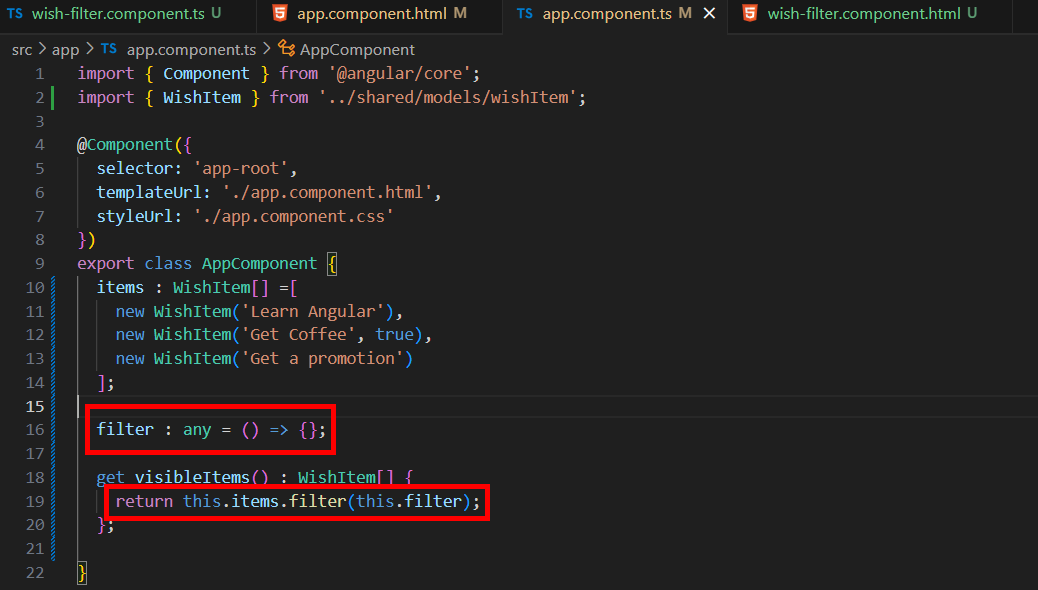 TS wish-filter.component.ts U app.component.html M TS app.component.ts M × wish-filter.component.html U
src > app > TS app.component.ts > AppComponent
1 import { Component } from '@angular/core';
2 import { WishItem } from '../shared/models/wishItem';
3
4 @Component({
5 selector: 'app-root',
6 templateUrl: './app.component.html',
7 styleUrl: './app.component.css'
8 })
9 export class AppComponent {
10 items : WishItem[] =[
11 new WishItem('Learn Angular'),
12 new WishItem('Get Coffee', true),
13 new WishItem('Get a promotion')
14 ];
15
16 filter : any = () => {};
17
18 get visibleItems() : WishItem[] {
19 return this.items.filter(this.filter);
20 };
21
22 }